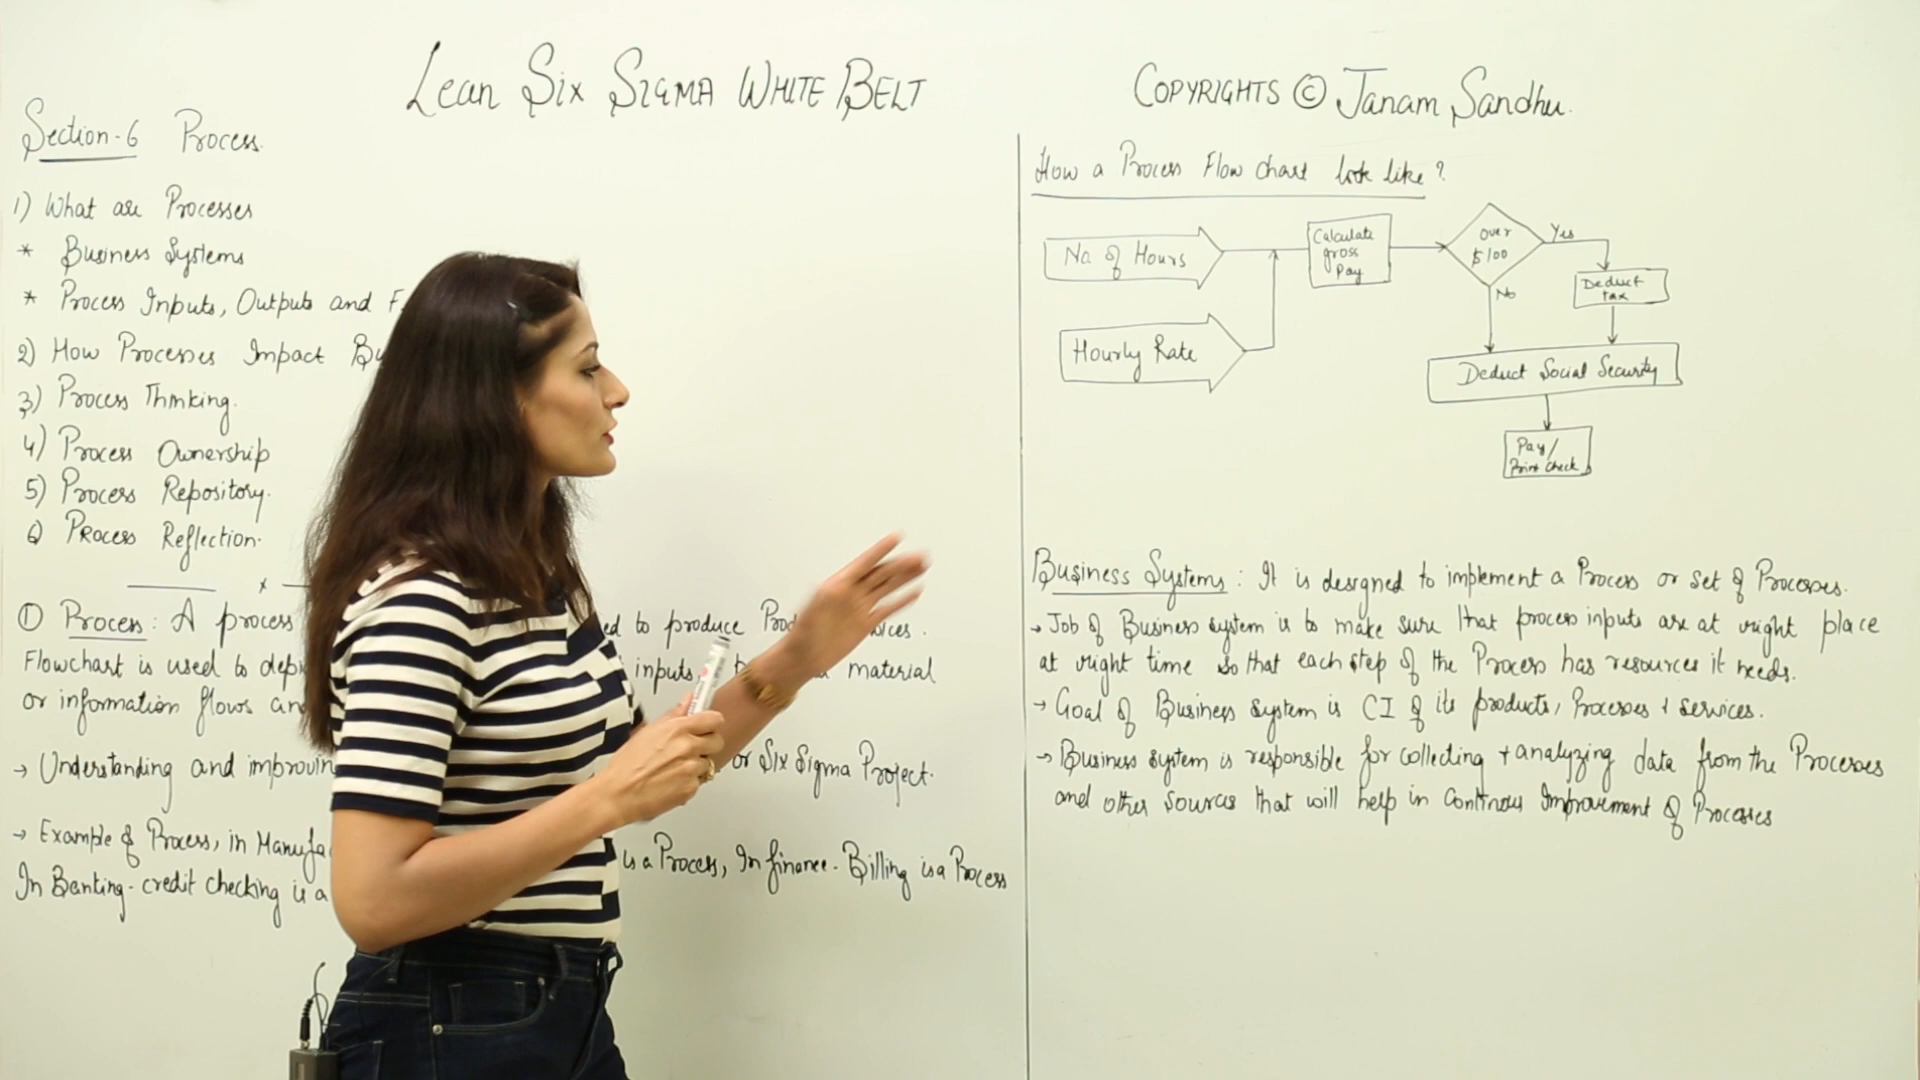 Lean Six Sigma White Belt
Copyrights © Janam Sandhu.
Section-6 Process.
1) What are Processes
* Business Systems
* Process Inputs, Outputs and F
2) How Processes Impact Bu
3) Process Thinking.
4) Process Ownership
5) Process Repository.
6) Process Reflection.
① Process: A process ed to produce Prod ices.
Flowchart is used to depi inputs, material
or information flows an
→ Understanding and improvin or Six Sigma Project.
→ Example of Process, in Manufa is a Process, In finance. Billing is a Process
In Banking-credit checking is a
How a Process Flow chart look like?
No of Hours
Hourly Rate
Calculate
gross
Pay
Over
$100
Yes
No
Deduct
tax
Deduct Social Security
Pay/
Print check
Business Systems: It is designed to implement a Process or set of Processes.
→ Job of Business system is to make sure that process inputs are at right place
at right time so that each step of the Process has resources it needs.
→ Goal of Business system is CI of its products, Processes + services.
→ Business system is responsible for collecting + analyzing data from the Processes
and other sources that will help in Continous Improvement of Processes